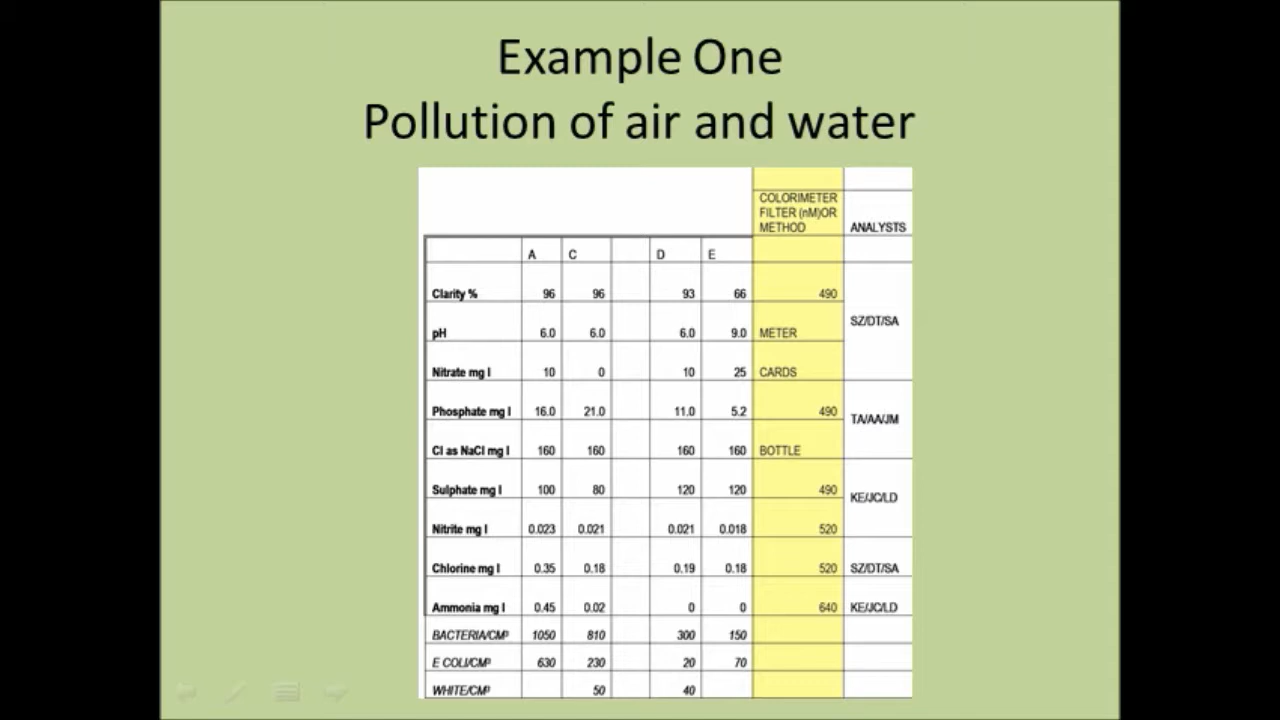 Example One
Pollution of air and water
COLORIMETER
FILTER (nM)OR
METHOD ANALYSTS
A C D E
Clarity % 96 96 93 66 490
SZ/DT/SA
pH 6.0 6.0 6.0 9.0 METER
Nitrate mg l 10 0 10 25 CARDS
Phosphate mg l 16.0 21.0 11.0 5.2 490
TA/AA/JM
Cl as NaCl mg l 160 160 160 160 BOTTLE
Sulphate mg l 100 80 120 120 490
KE/JC/LD
Nitrite mg l 0.023 0.021 0.021 0.018 520
Chlorine mg l 0.35 0.18 0.19 0.18 520 SZ/DT/SA
Ammonia mg l 0.45 0.02 0 0 640 KE/JC/LD
BACTERIA/CM³ 1050 810 300 150
E COLI/CM³ 630 230 20 70
WHITE/CM³ 50 40